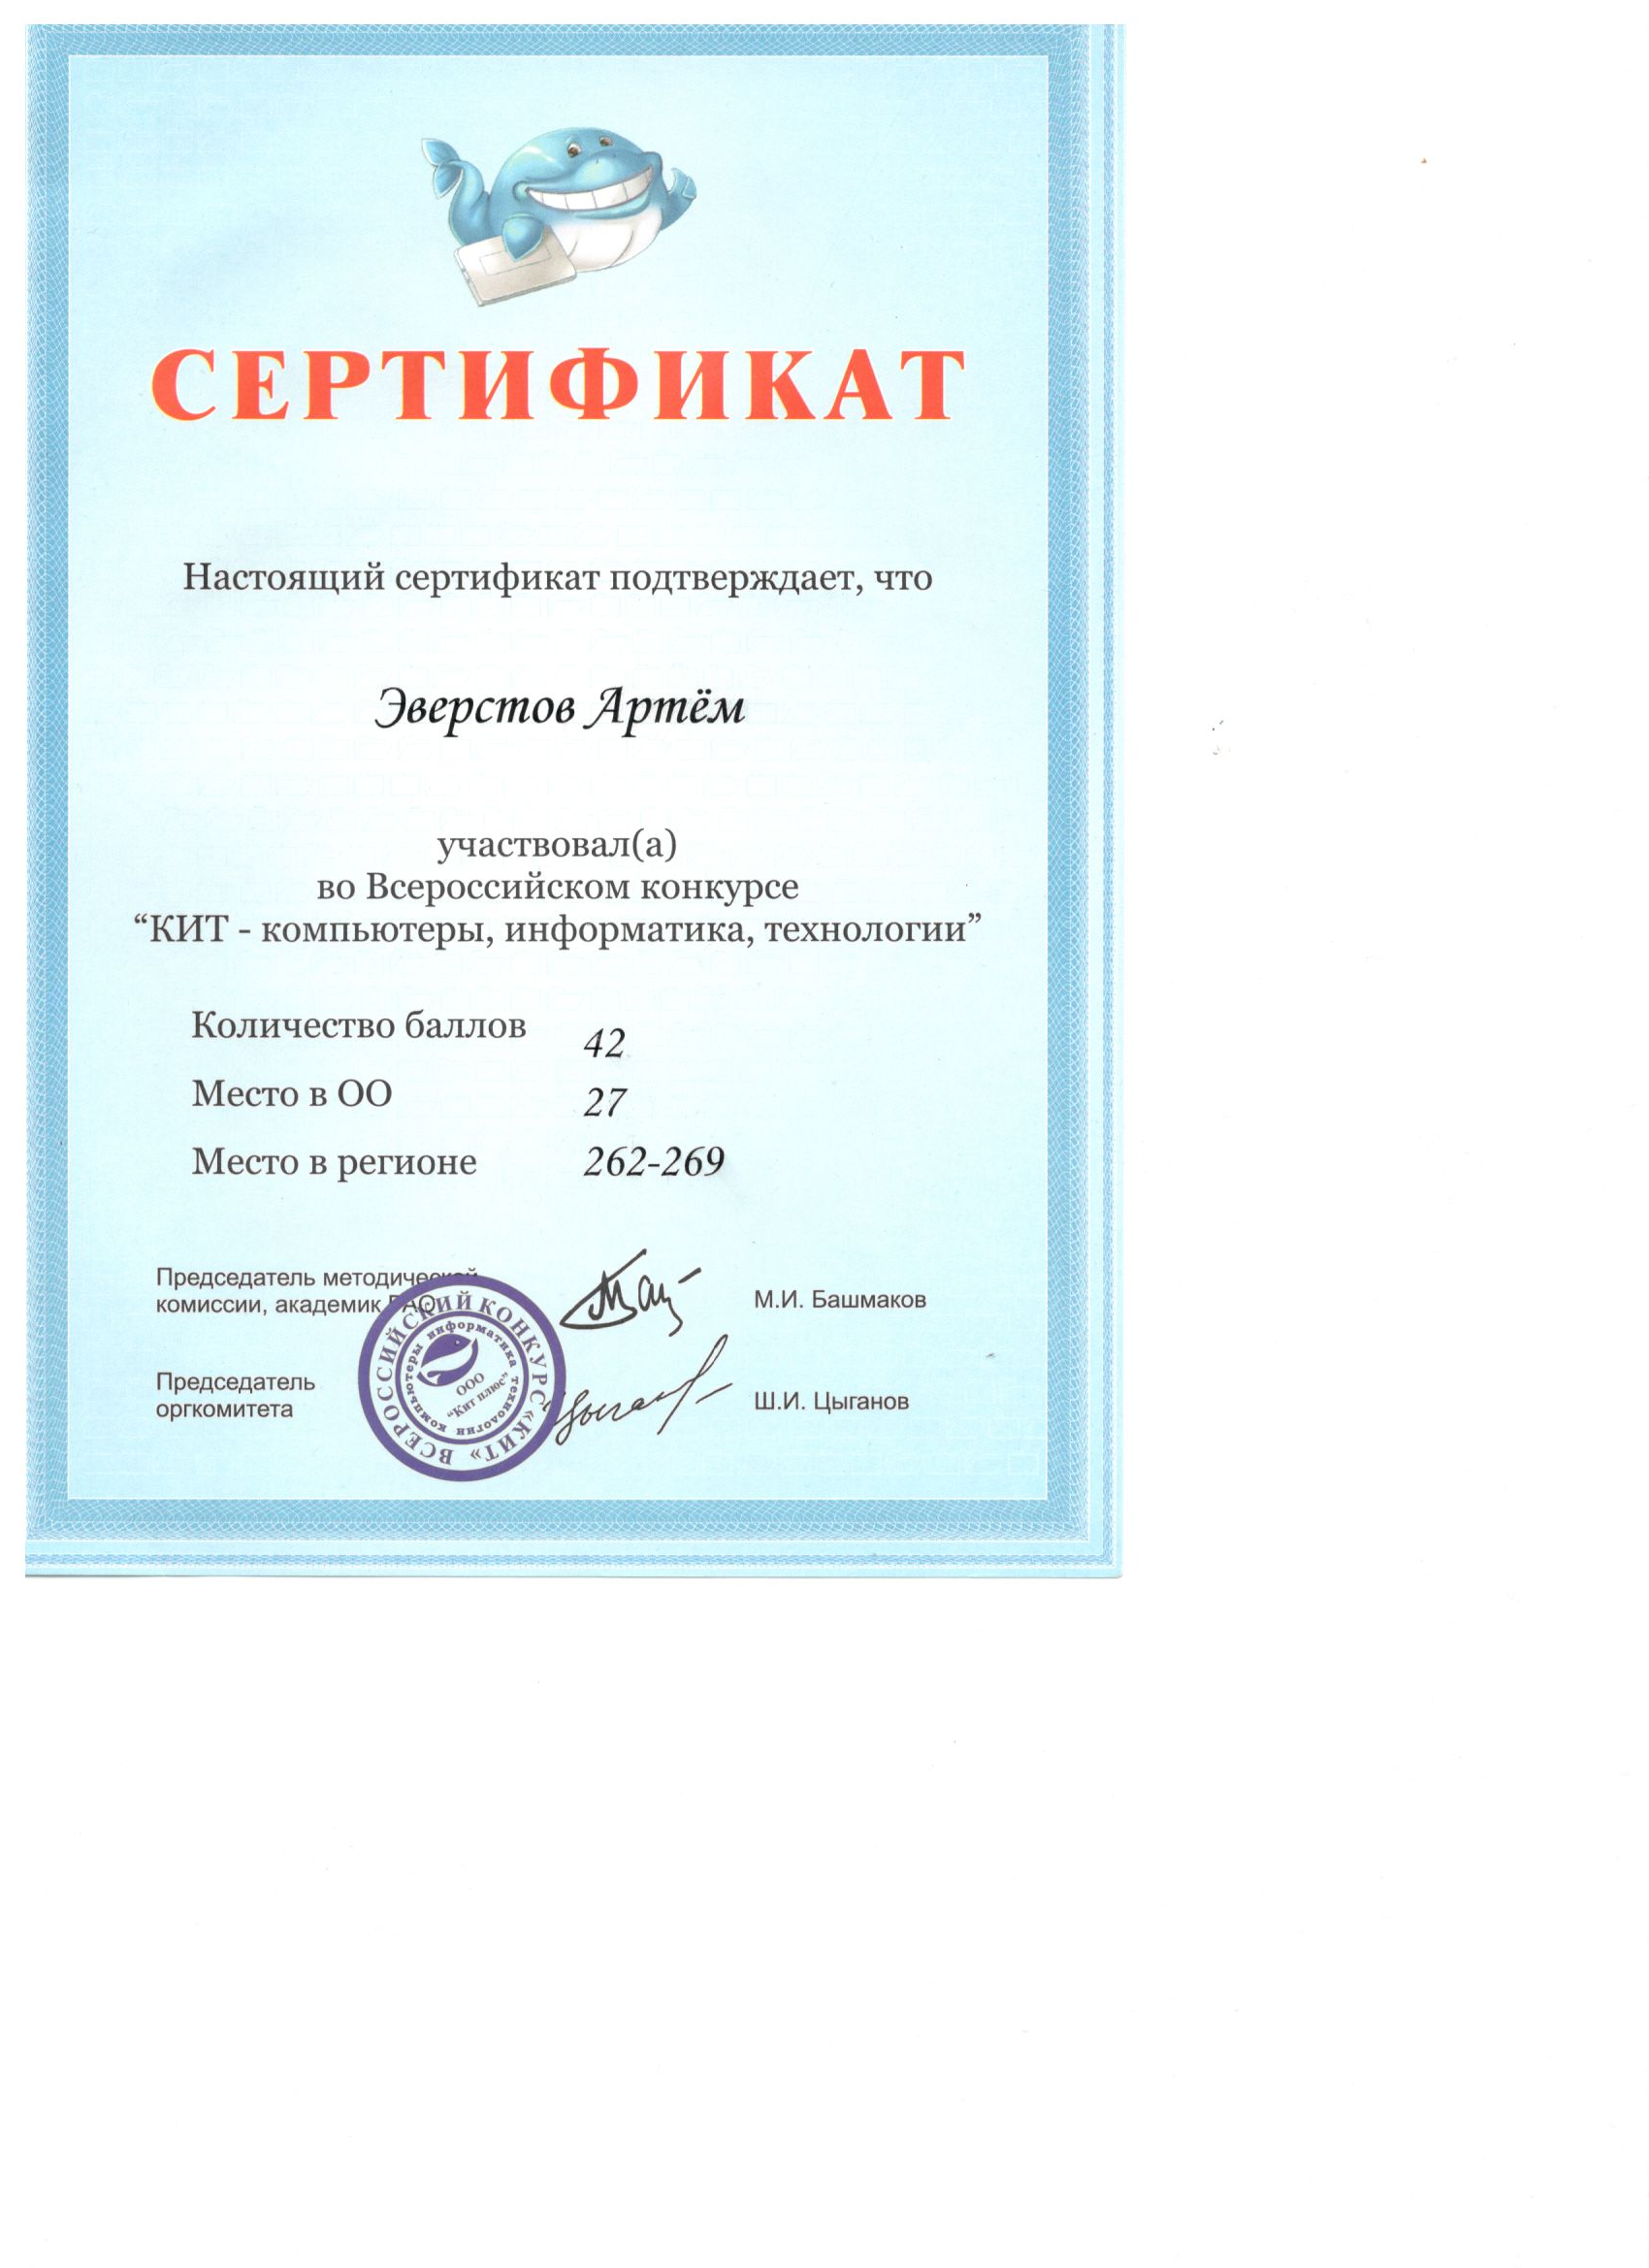 СЕРТИФИКАТ
Настоящий сертификат подтверждает, что
Эверстов Артём
участвовал(а)
во Всероссийском конкурсе
“КИТ - компьютеры, информатика, технологии”
Количество баллов 42
Место в ОО 27
Место в регионе 262-269
Председатель методической
комиссии, академик РАО
М.И. Башмаков
Председатель
оргкомитета
Ш.И. Цыганов
ВСЕРОССИЙСКИЙ КОНКУРС «КИТ»
компьютеры информатика технологии
ООО
“Кит плюс”